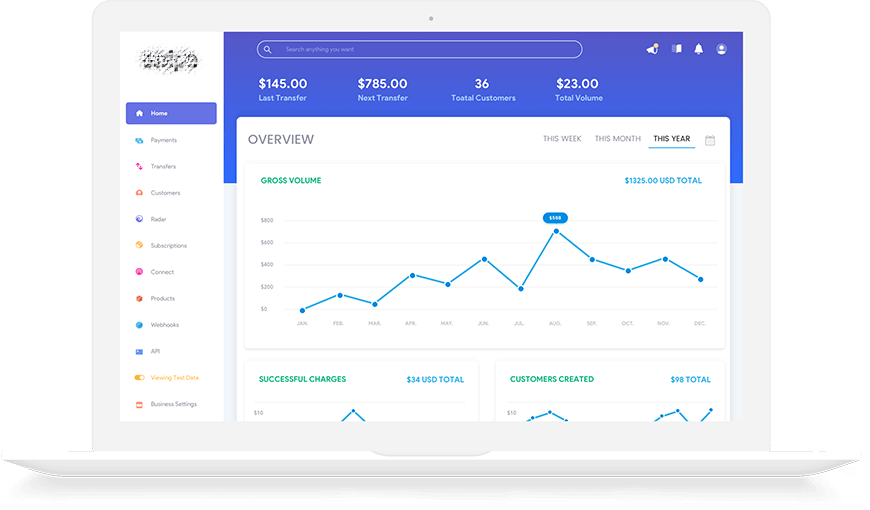 Search anything you want
$145.00
$785.00
36
$23.00
Last Transfer
Next Transfer
Toatal Customers
Total Volume
Home
Payments
Transfers
Customers
Radar
Subscriptions
Connect
Products
Webhooks
API
Viewing Test Data
Business Settings
OVERVIEW
THIS WEEK
THIS MONTH
THIS YEAR
GROSS VOLUME
$1325.00 USD TOTAL
$800
$600
$400
$200
$0
JAN.
FEB.
MAR.
APR.
MAY.
JUN.
JUL.
AUG.
SEP.
OCT.
NOV.
DEC.
SUCCESSFUL CHARGES
$34 USD TOTAL
$10
CUSTOMERS CREATED
$98 TOTAL
$10